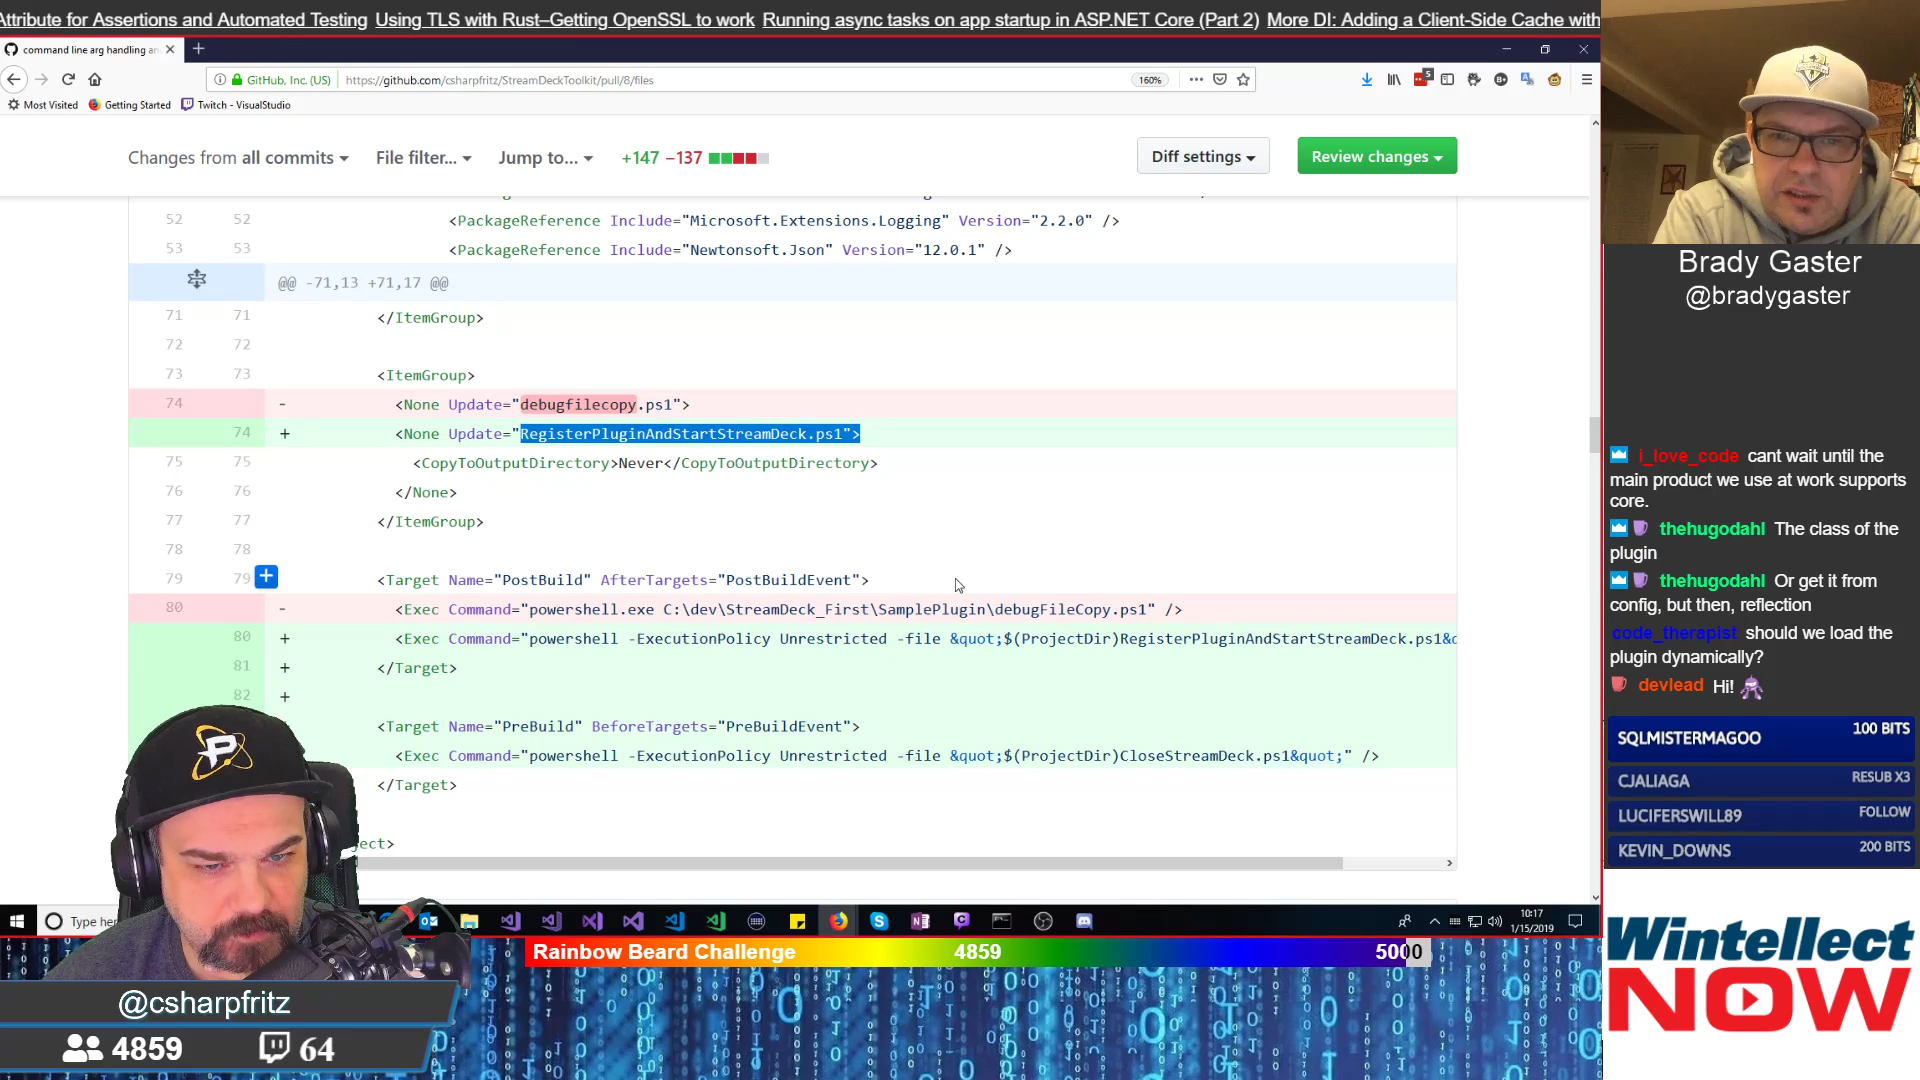 Attribute for Assertions and Automated Testing Using TLS with Rust–Getting OpenSSL to work Running async tasks on app startup in ASP.NET Core (Part 2) More DI: Adding a Client-Side Cache with
command line arg handling an
GitHub, Inc. (US) https://github.com/csharpfritz/StreamDeckToolkit/pull/8/files 160%
Most Visited Getting Started Twitch - VisualStudio
Changes from all commits File filter... Jump to... +147 −137 Diff settings Review changes
52 52 <PackageReference Include="Microsoft.Extensions.Logging" Version="2.2.0" />
53 53 <PackageReference Include="Newtonsoft.Json" Version="12.0.1" />
@@ -71,13 +71,17 @@
71 71 </ItemGroup>
72 72
73 73 <ItemGroup>
74 - <None Update="debugfilecopy.ps1">
74 + <None Update="RegisterPluginAndStartStreamDeck.ps1">
75 75 <CopyToOutputDirectory>Never</CopyToOutputDirectory>
76 76 </None>
77 77 </ItemGroup>
78 78
79 79 <Target Name="PostBuild" AfterTargets="PostBuildEvent">
80 - <Exec Command="powershell.exe C:\dev\StreamDeck_First\SamplePlugin\debugFileCopy.ps1" />
80 + <Exec Command="powershell -ExecutionPolicy Unrestricted -file &quot;$(ProjectDir)RegisterPluginAndStartStreamDeck.ps1&
81 + </Target>
82 +
<Target Name="PreBuild" BeforeTargets="PreBuildEvent">
<Exec Command="powershell -ExecutionPolicy Unrestricted -file &quot;$(ProjectDir)CloseStreamDeck.ps1&quot;" />
</Target>
ject>
Type her
10:17
1/15/2019
Brady Gaster
@bradygaster
i_love_code cant wait until the
main product we use at work supports
core.
thehugodahl The class of the
plugin
thehugodahl Or get it from
config, but then, reflection
code_therapist should we load the
plugin dynamically?
devlead Hi!
SQLMISTERMAGOO 100 BITS
CJALIAGA RESUB X3
LUCIFERSWILL89 FOLLOW
KEVIN_DOWNS 200 BITS
Wintellect
NOW
Rainbow Beard Challenge 4859 5000
@csharpfritz
4859 64